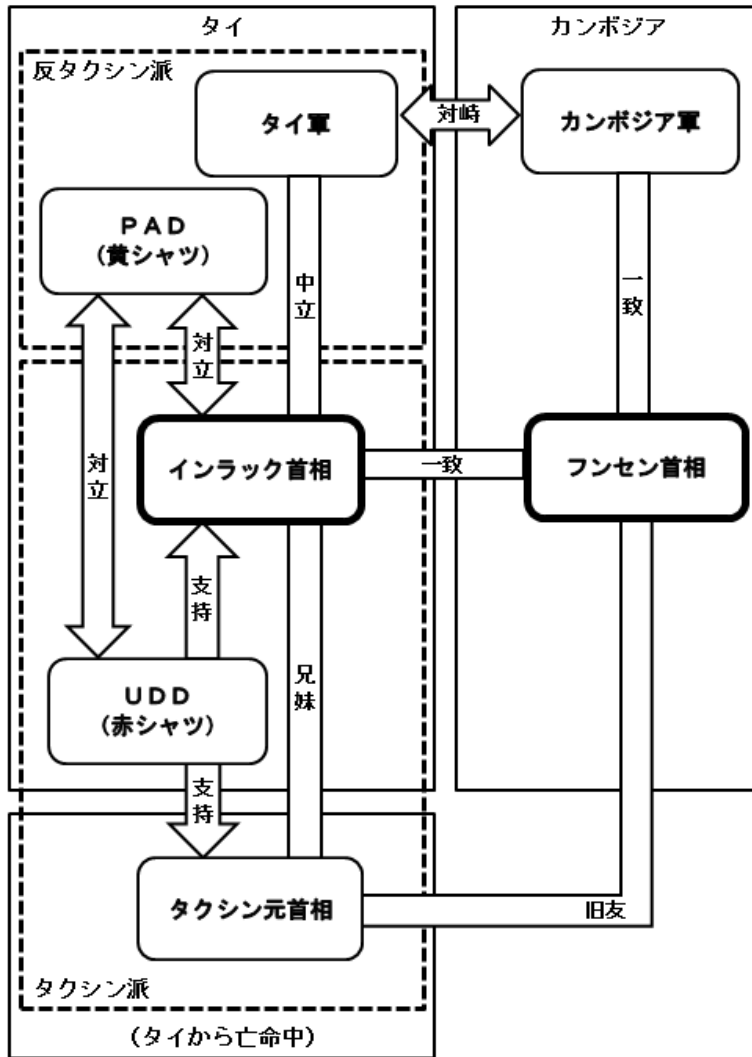 タイ
カンボジア
反タクシン派
タイ軍
対峙
カンボジア軍
ＰＡＤ
(黄シャツ)
中立
一致
対立
対立
インラック首相
一致
フンセン首相
支持
兄妹
ＵＤＤ
(赤シャツ)
支持
タクシン元首相
旧友
タクシン派
(タイから亡命中)